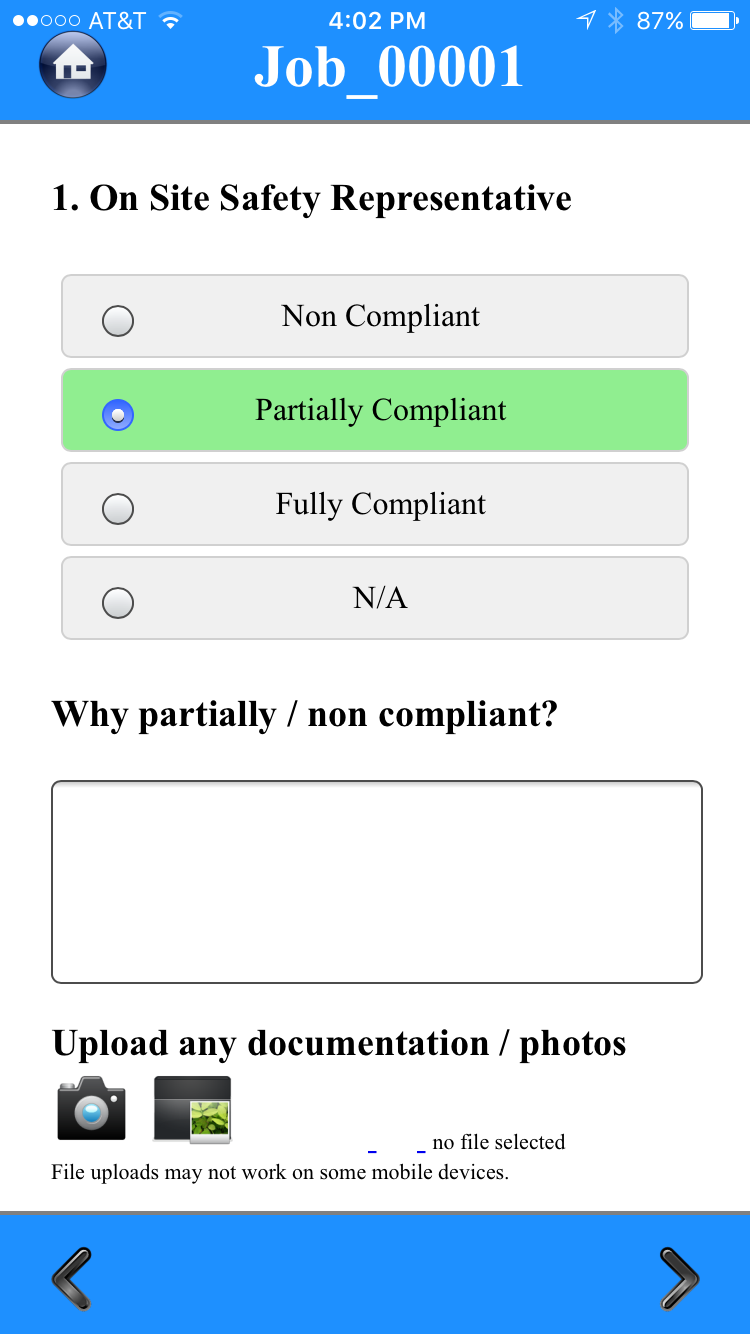 AT&T 4:02 PM 87%
Job_00001
1. On Site Safety Representative
Non Compliant
Partially Compliant
Fully Compliant
N/A
Why partially / non compliant?
Upload any documentation / photos
no file selected
File uploads may not work on some mobile devices.